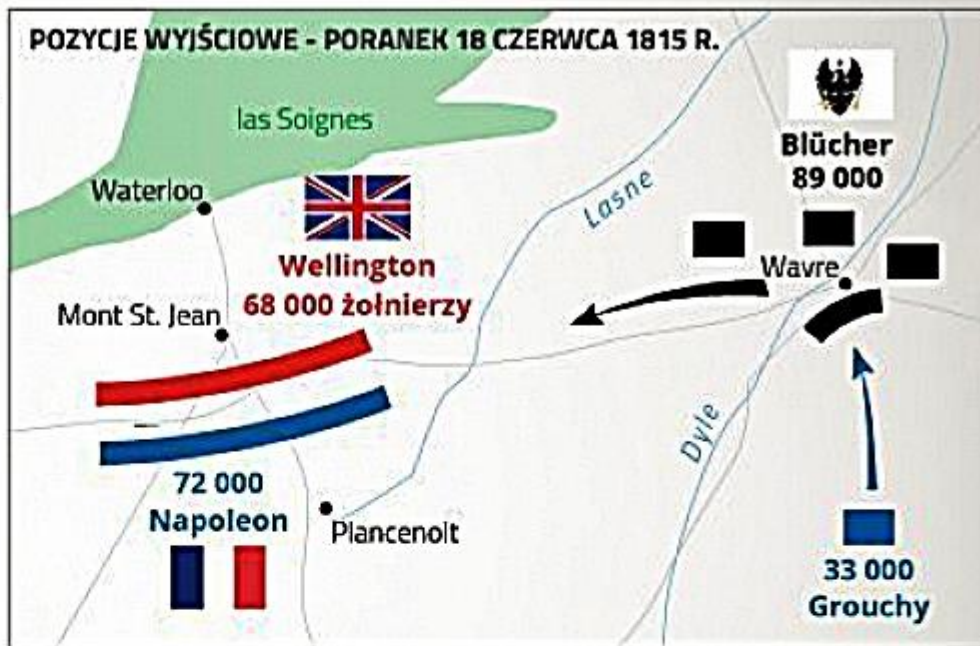 POZYCJE WYJŚCIOWE - PORANEK 18 CZERWCA 1815 R.
las Soignes
Waterloo
Wellington
68 000 żołnierzy
Mont St. Jean
72 000
Napoleon
Plancenoit
Lasne
Blücher
89 000
Wavre
Dyle
33 000
Grouchy